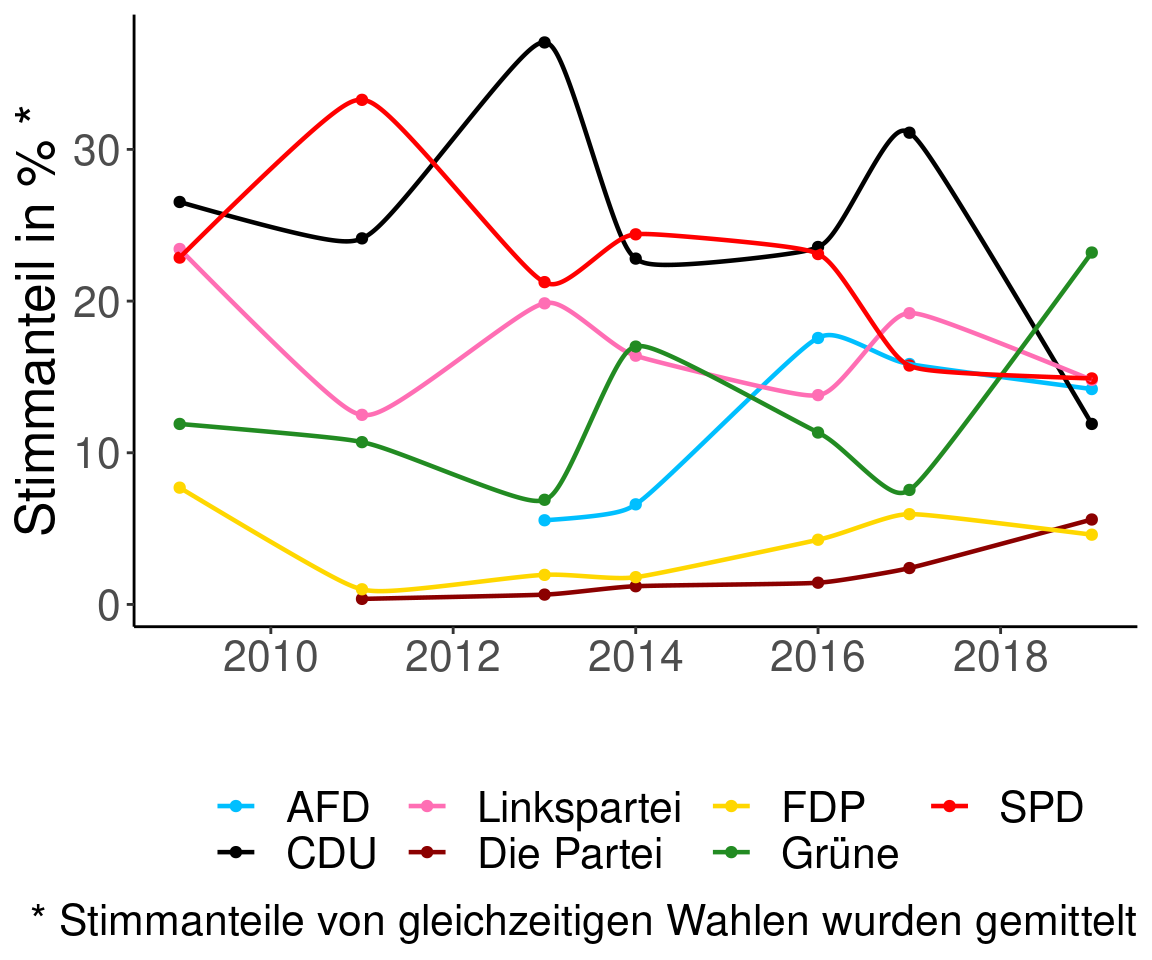 Stimmanteil in % *
30
20
10
0
2010 2012 2014 2016 2018
AFD Linkspartei FDP SPD
CDU Die Partei Grüne
* Stimmanteile von gleichzeitigen Wahlen wurden gemittelt